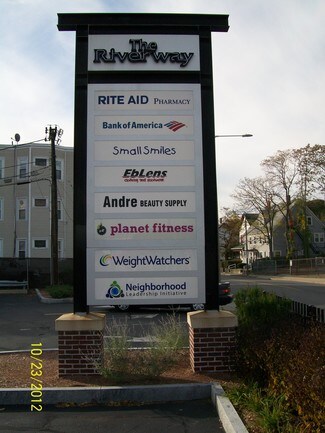 The
Riverway
RITE AID PHARMACY
Bank of America
Small Smiles
EbLens
Andre BEAUTY SUPPLY
planet fitness
WeightWatchers
Neighborhood
Leadership Initiative
10/23/2012